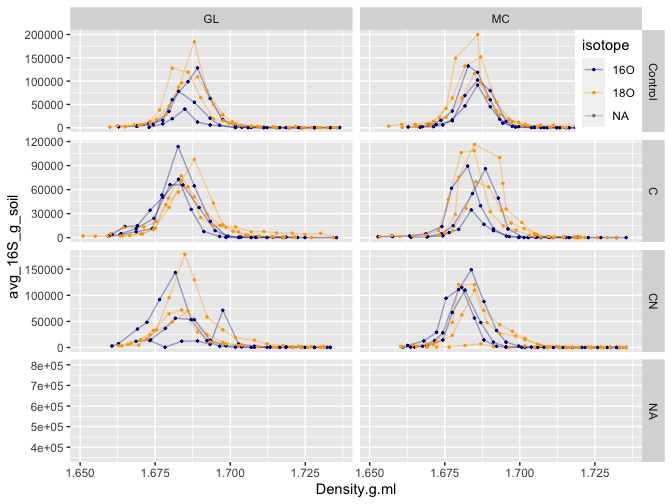 GL
MC
200000
150000
100000
50000
0
Control
isotope
16O
18O
NA
120000
90000
60000
30000
0
C
avg_16S_g_soil
150000
100000
50000
0
CN
8e+05
7e+05
6e+05
5e+05
4e+05
NA
1.650 1.675 1.700 1.725 1.650 1.675 1.700 1.725
Density.g.ml